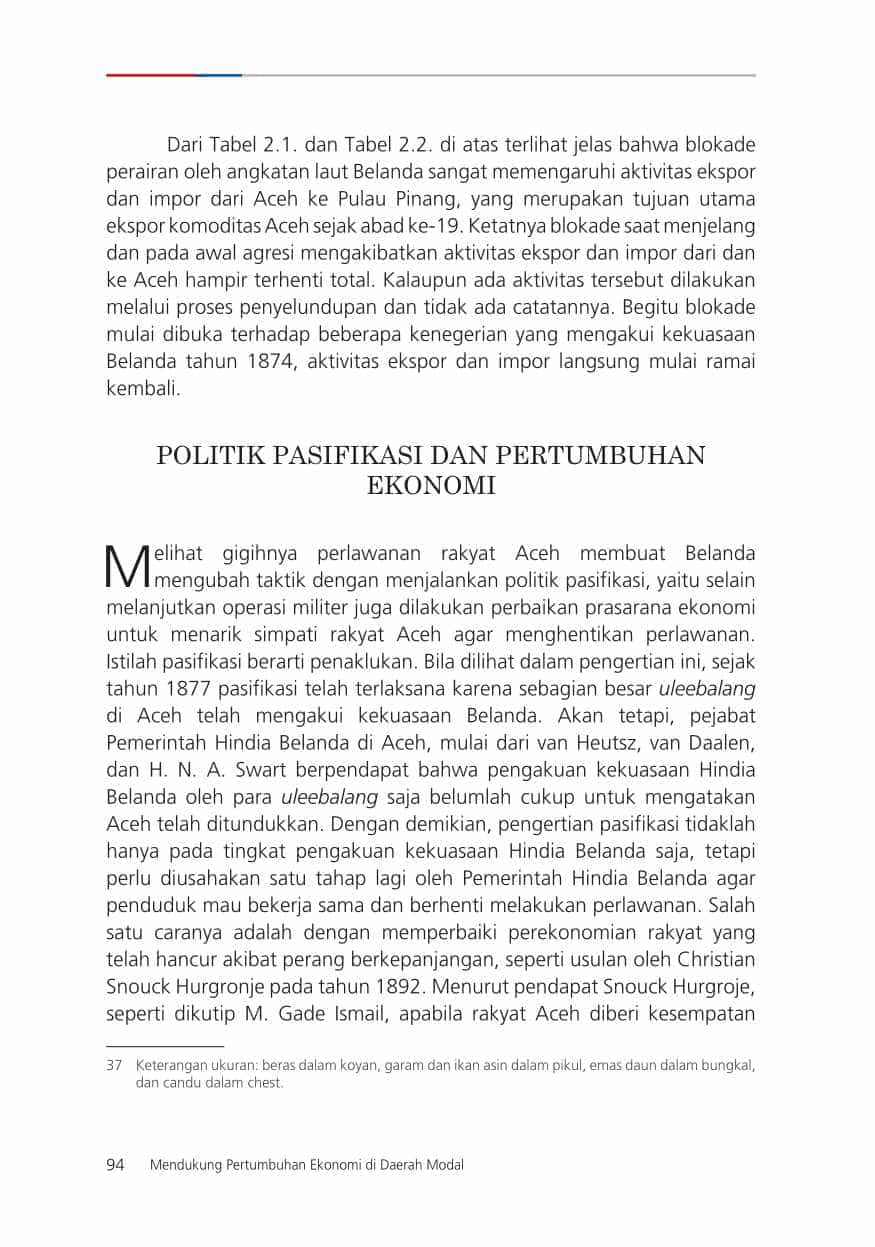 Dari Tabel 2.1. dan Tabel 2.2. di atas terlihat jelas bahwa blokade
perairan oleh angkatan laut Belanda sangat memengaruhi aktivitas ekspor
dan impor dari Aceh ke Pulau Pinang, yang merupakan tujuan utama
ekspor komoditas Aceh sejak abad ke-19. Ketatnya blokade saat menjelang
dan pada awal agresi mengakibatkan aktivitas ekspor dan impor dari dan
ke Aceh hampir terhenti total. Kalaupun ada aktivitas tersebut dilakukan
melalui proses penyelundupan dan tidak ada catatannya. Begitu blokade
mulai dibuka terhadap beberapa kenegerian yang mengakui kekuasaan
Belanda tahun 1874, aktivitas ekspor dan impor langsung mulai ramai
kembali.
POLITIK PASIFIKASI DAN PERTUMBUHAN
EKONOMI
Melihat gigihnya perlawanan rakyat Aceh membuat Belanda
mengubah taktik dengan menjalankan politik pasifikasi, yaitu selain
melanjutkan operasi militer juga dilakukan perbaikan prasarana ekonomi
untuk menarik simpati rakyat Aceh agar menghentikan perlawanan.
Istilah pasifikasi berarti penaklukan. Bila dilihat dalam pengertian ini, sejak
tahun 1877 pasifikasi telah terlaksana karena sebagian besar uleebalang
di Aceh telah mengakui kekuasaan Belanda. Akan tetapi, pejabat
Pemerintah Hindia Belanda di Aceh, mulai dari van Heutsz, van Daalen,
dan H. N. A. Swart berpendapat bahwa pengakuan kekuasaan Hindia
Belanda oleh para uleebalang saja belumlah cukup untuk mengatakan
Aceh telah ditundukkan. Dengan demikian, pengertian pasifikasi tidaklah
hanya pada tingkat pengakuan kekuasaan Hindia Belanda saja, tetapi
perlu diusahakan satu tahap lagi oleh Pemerintah Hindia Belanda agar
penduduk mau bekerja sama dan berhenti melakukan perlawanan. Salah
satu caranya adalah dengan memperbaiki perekonomian rakyat yang
telah hancur akibat perang berkepanjangan, seperti usulan oleh Christian
Snouck Hurgronje pada tahun 1892. Menurut pendapat Snouck Hurgroje,
seperti dikutip M. Gade Ismail, apabila rakyat Aceh diberi kesempatan
37 Keterangan ukuran: beras dalam koyan, garam dan ikan asin dalam pikul, emas daun dalam bungkal,
dan candu dalam chest.
94 Mendukung Pertumbuhan Ekonomi di Daerah Modal